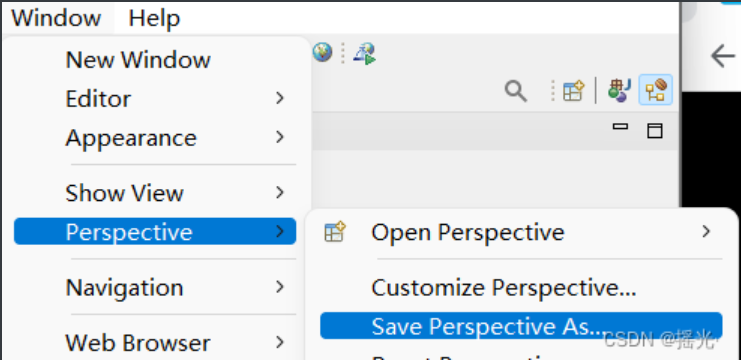 Window Help
New Window
Editor
Appearance
Show View
Perspective
Open Perspective
Navigation
Customize Perspective...
Save Perspective As...
Web Browser
CSDN @摇光